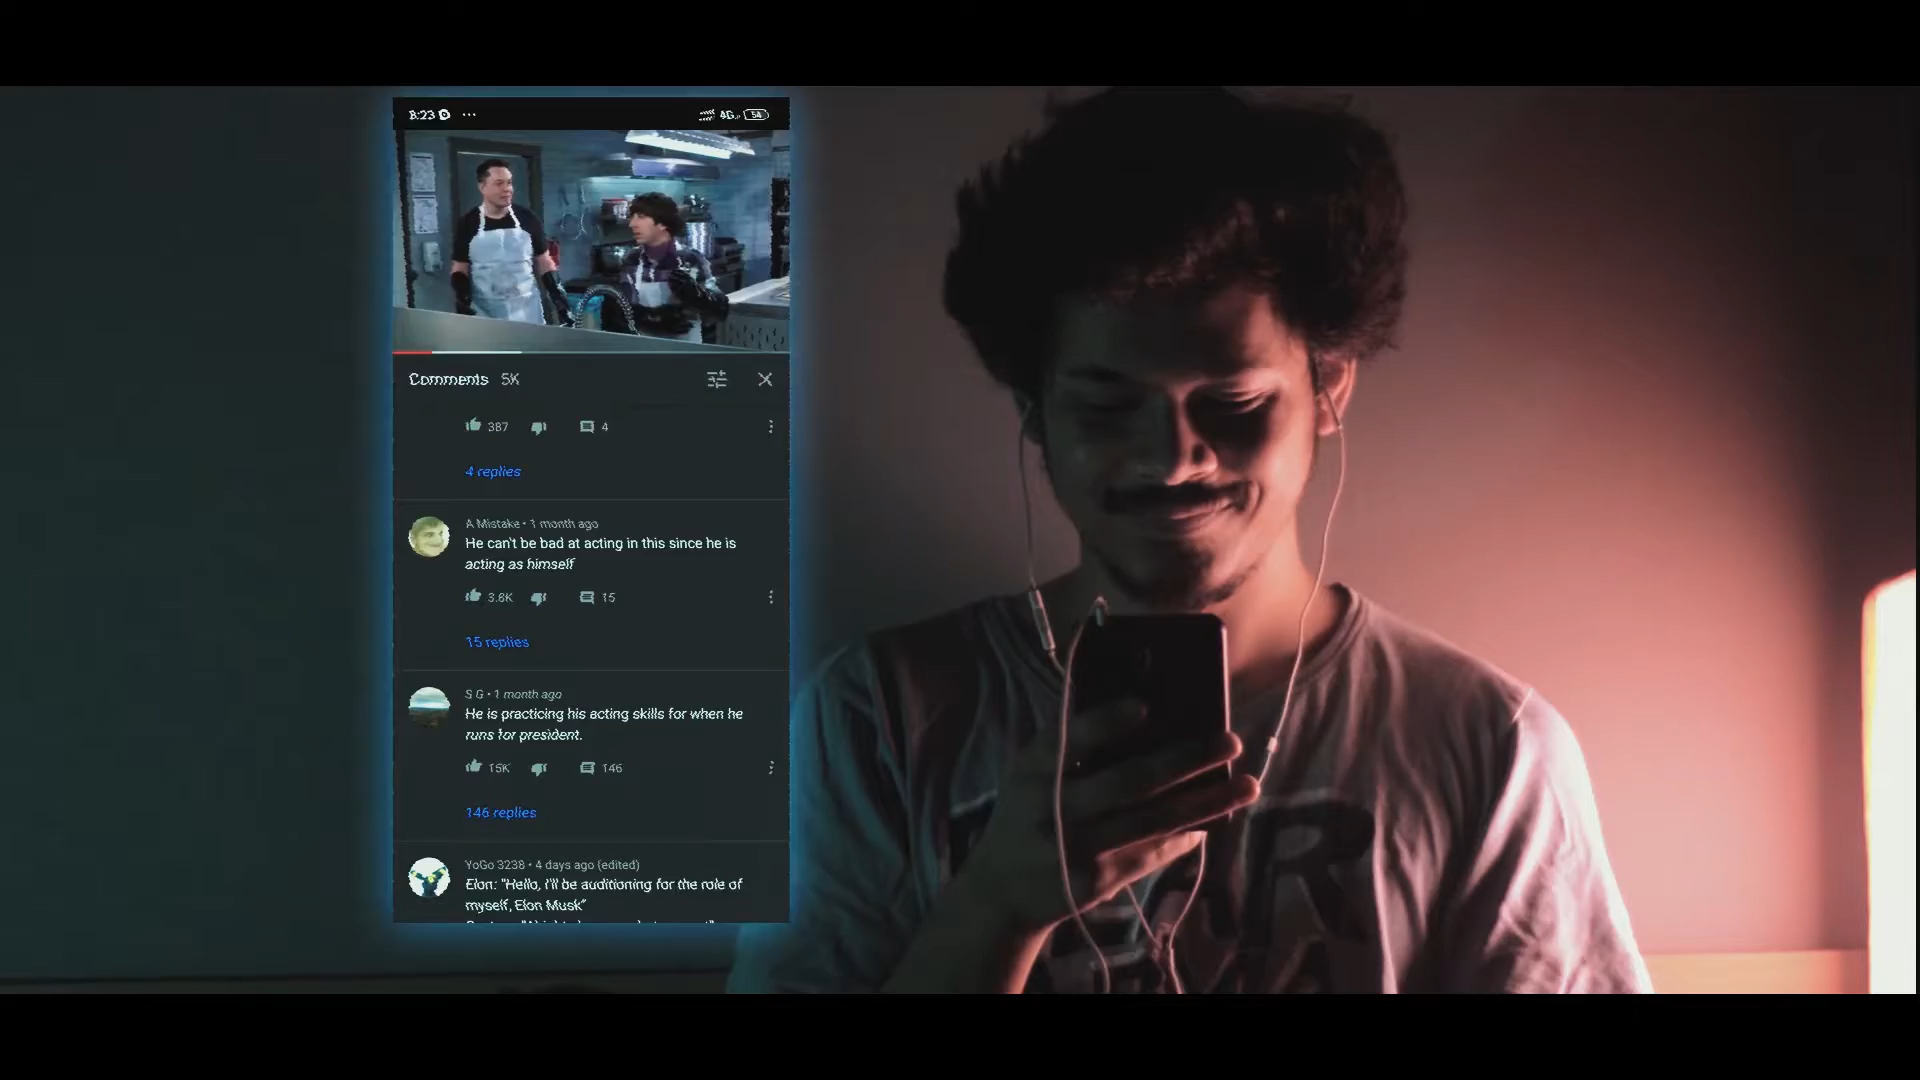 8:23 ...
4G 54
Comments 5K
387 4
4 replies
A Mistake • 1 month ago
He can't be bad at acting in this since he is
acting as himself
3.8K 15
15 replies
S G • 1 month ago
He is practicing his acting skills for when he
runs for president.
15K 146
146 replies
YoGo 3238 • 4 days ago (edited)
Elon: "Hello, I'll be auditioning for the role of
myself, Elon Musk"
AR